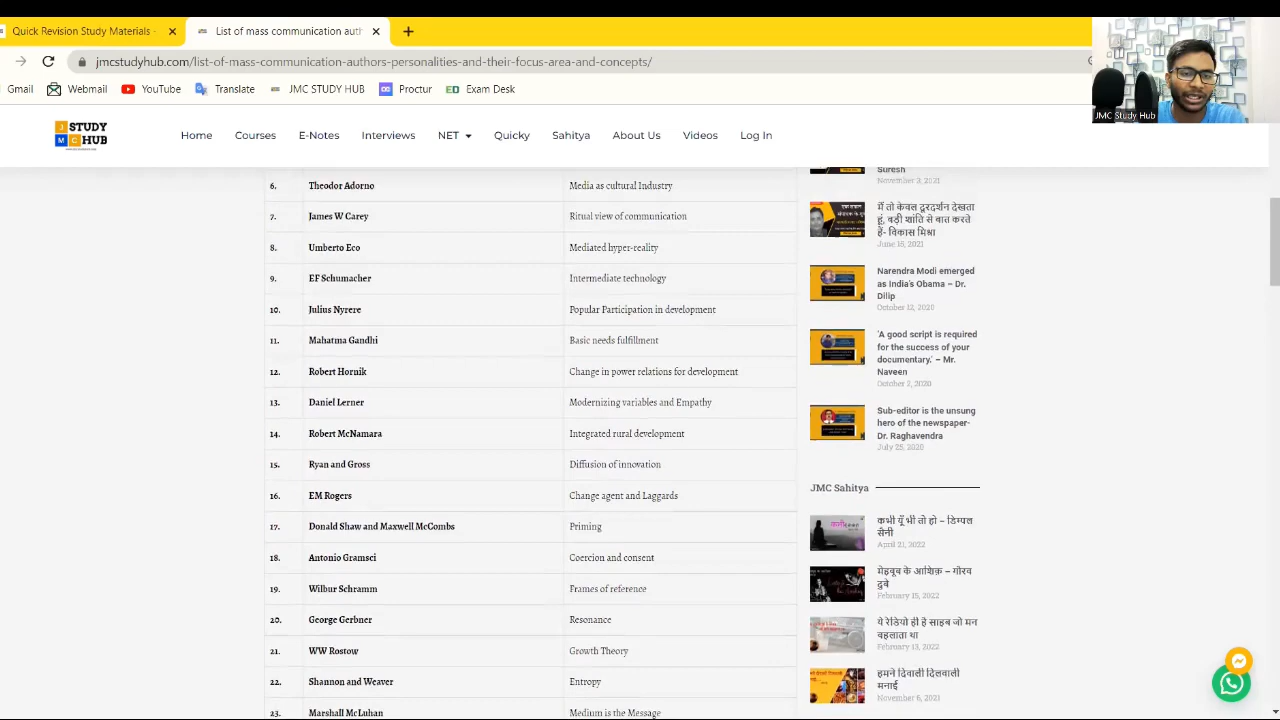 Quick Revision Study Materials -
List of mass communication auth
jmcstudyhub.com/list-of-mass-communication-authors-personalities-their-focus-area-and-concepts/
Gmail Webmail YouTube Translate JMC STUDY HUB Proctur Exam Desk
JMC Study Hub
J STUDY
M C HUB
Home Courses E-Notes Interviews NET Quicky Sahitya About Us Videos Log In
6. Theodor Adorno Media as cultural Industry
7. James W Carey Ritual view of communication
8. Umberto Eco Mediated hyper-reality
9. E.F Schumacher Intermediate technology
10. Julius Nyrere Popular Participation in development
11. Mahatma Gandhi Basic needs fulfillment
12. Robert Hornik Change in power relations for development
13. Daniel Lerner Modernizing variables and Empathy
14. Robert McNamara Integrated rural development
15. Ryan and Gross Diffusion of innovation
16. EM Rogers Change agent and Laggards
17. Donald Shaw and Maxwell McCombs Priming
18. Antonio Gramsci Coercion and consent
19. Wilbur Schramm Frame of reference
20. George Gerbner Resonance
21. WW Rostow Growth Theory
22. Shannon and Weaver Entropy
23. Marshall McLuhan Medium is the Message
Suresh
November 3, 2021
मैं तो केवल दूरदर्शन देखता
हूं, बड़ी शांति से बात करते
हैं- विकास मिश्रा
June 15, 2021
Narendra Modi emerged
as India's Obama – Dr.
Dilip
October 12, 2020
'A good script is required
for the success of your
documentary.' – Mr.
Naveen
October 2, 2020
Sub-editor is the unsung
hero of the newspaper-
Dr. Raghavendra
July 25, 2020
JMC Sahitya
कभी यूँ भी तो हो – डिम्पल
सैनी
April 21, 2022
मेहबूब के आशिक़ – गौरव
दुबे
February 15, 2022
ये रेडियो ही है साहब जो मन
बहलाता था
February 13, 2022
हमने दिवाली दिलवाली
मनाई
November 6, 2021